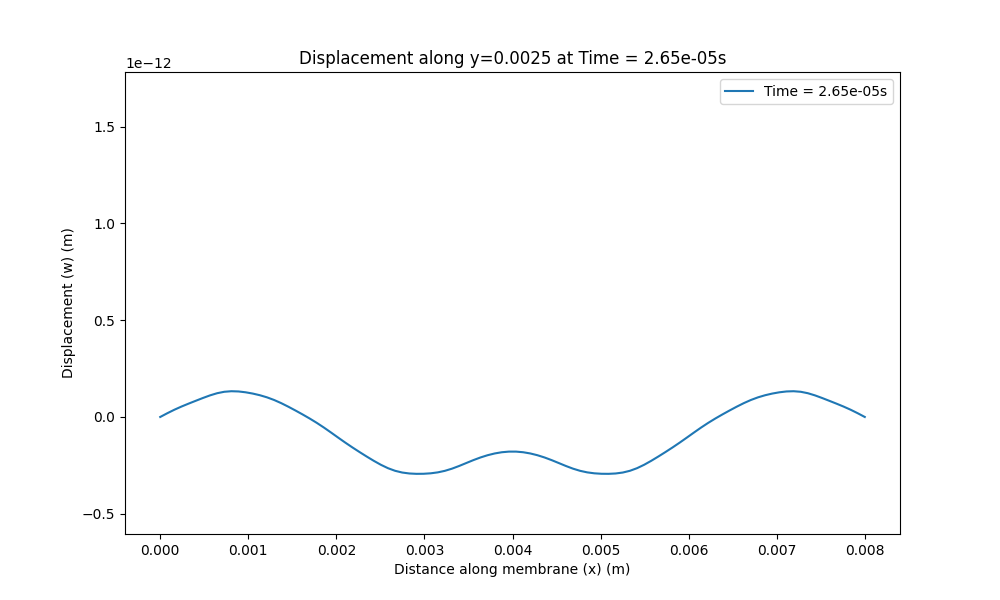 Displacement along y=0.0025 at Time = 2.65e-05s
1e−12
Time = 2.65e-05s
1.5
1.0
0.5
0.0
−0.5
Displacement (w) (m)
0.000 0.001 0.002 0.003 0.004 0.005 0.006 0.007 0.008
Distance along membrane (x) (m)